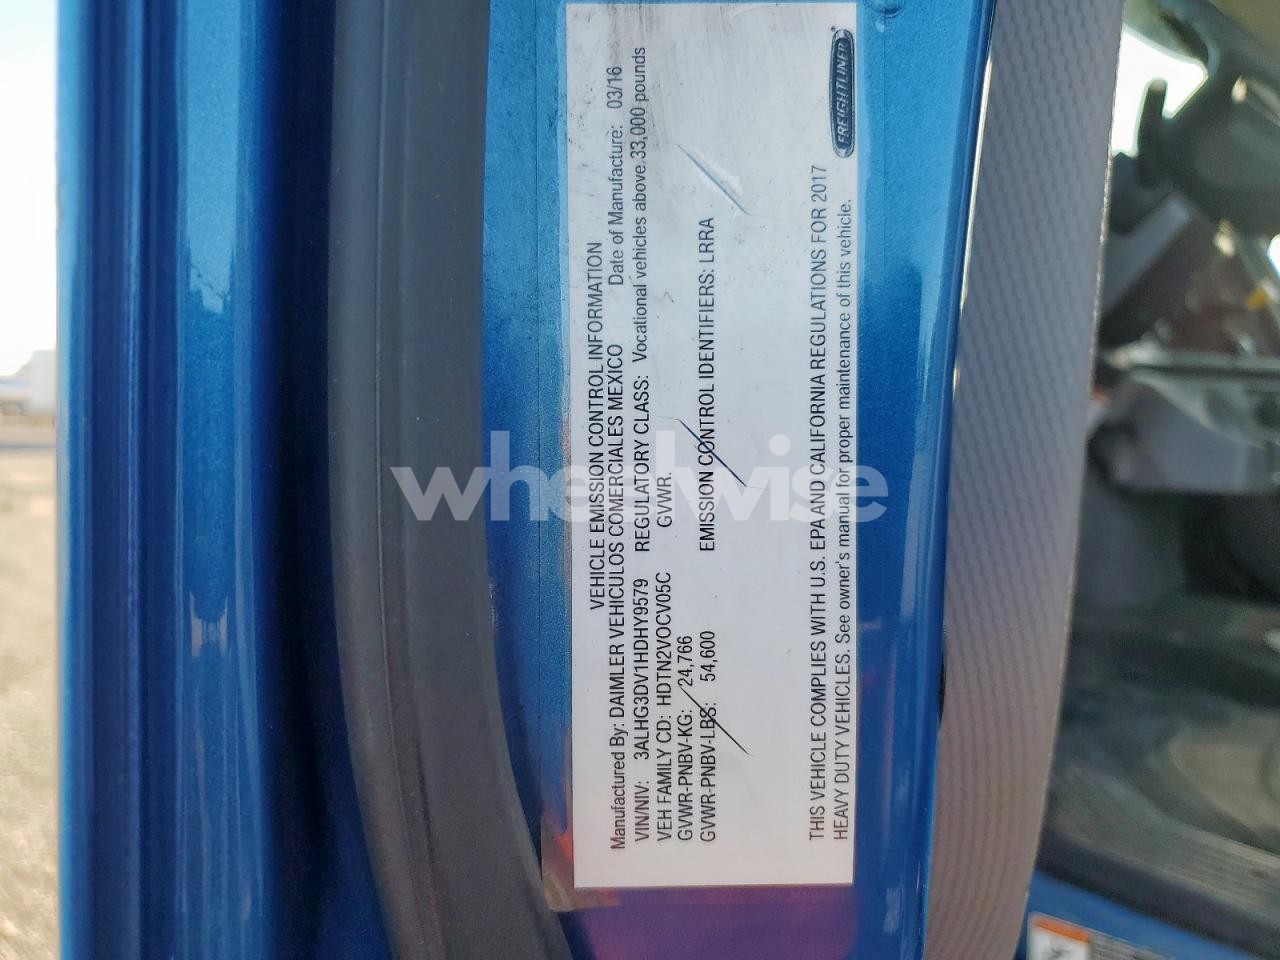 VEHICLE EMISSION CONTROL INFORMATION
Manufactured By: DAIMLER VEHICULOS COMERCIALES MEXICO Date of Manufacture: 03/16
VIN/NIV: 3ALHG3DV1HDHY9579 REGULATORY CLASS: Vocational vehicles above 33,000 pounds
VEH FAMILY CD: HDTN2VOCV05C GVWR.
GVWR-PNBV-KG: 24,766
GVWR-PNBV-LBS: 54,600 EMISSION CONTROL IDENTIFIERS: LRRA
THIS VEHICLE COMPLIES WITH U.S. EPA AND CALIFORNIA REGULATIONS FOR 2017
HEAVY DUTY VEHICLES. See owner's manual for proper maintenance of this vehicle.
FREIGHTLINER
wheelwise